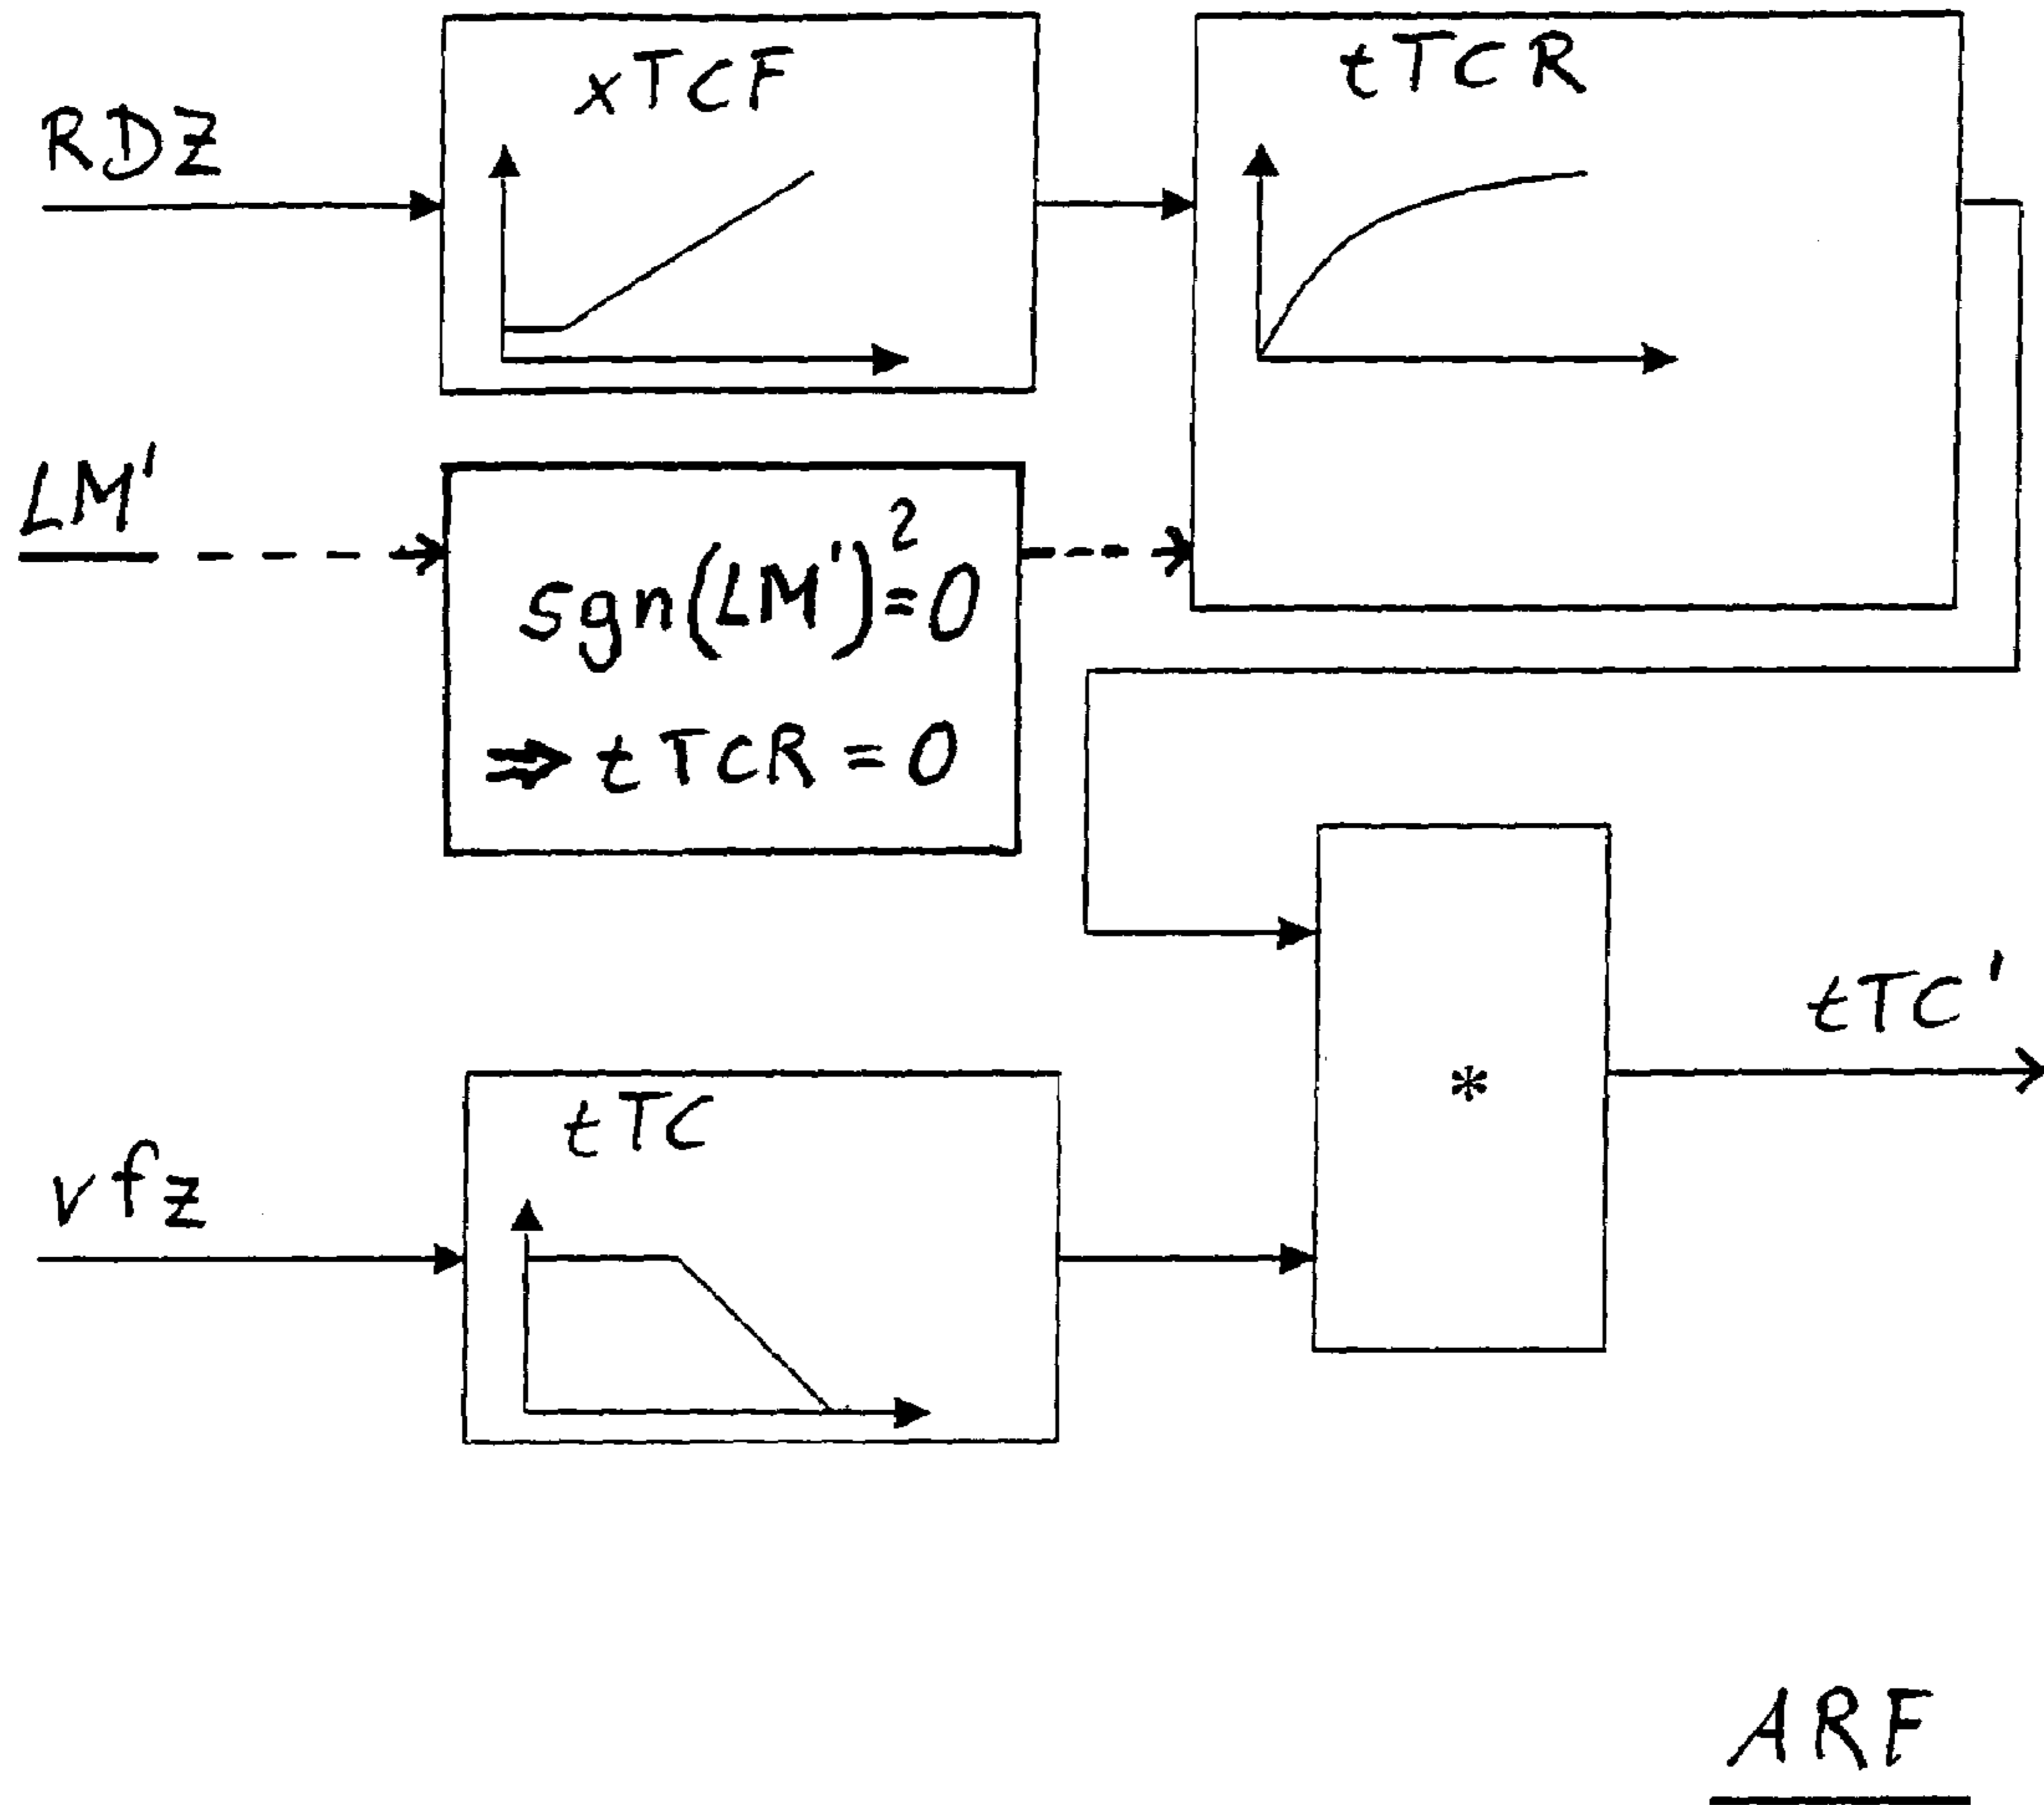 xTCF
tTCR
RDZ
LM'
sgn(LM')²=0
⇒ tTCR = 0
*
tTC'
tTC
vfz
ARF